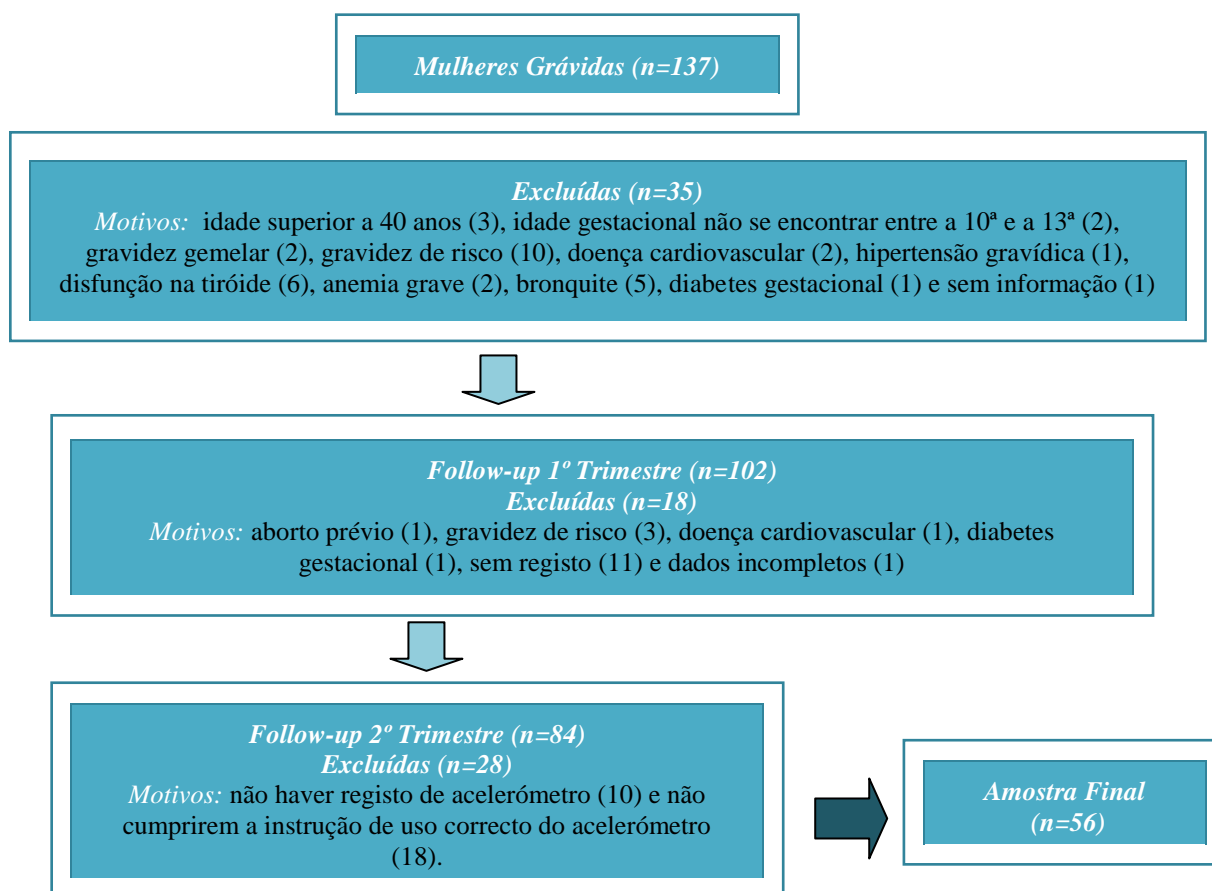 Mulheres Grávidas (n=137)
Excluídas (n=35)
Motivos: idade superior a 40 anos (3), idade gestacional não se encontrar entre a 10ª e a 13ª (2),
gravidez gemelar (2), gravidez de risco (10), doença cardiovascular (2), hipertensão gravídica (1),
disfunção na tiróide (6), anemia grave (2), bronquite (5), diabetes gestacional (1) e sem informação (1)
Follow-up 1º Trimestre (n=102)
Excluídas (n=18)
Motivos: aborto prévio (1), gravidez de risco (3), doença cardiovascular (1), diabetes
gestacional (1), sem registo (11) e dados incompletos (1)
Follow-up 2º Trimestre (n=84)
Excluídas (n=28)
Motivos: não haver registo de acelerómetro (10) e não
cumprirem a instrução de uso correcto do acelerómetro
(18).
Amostra Final
(n=56)